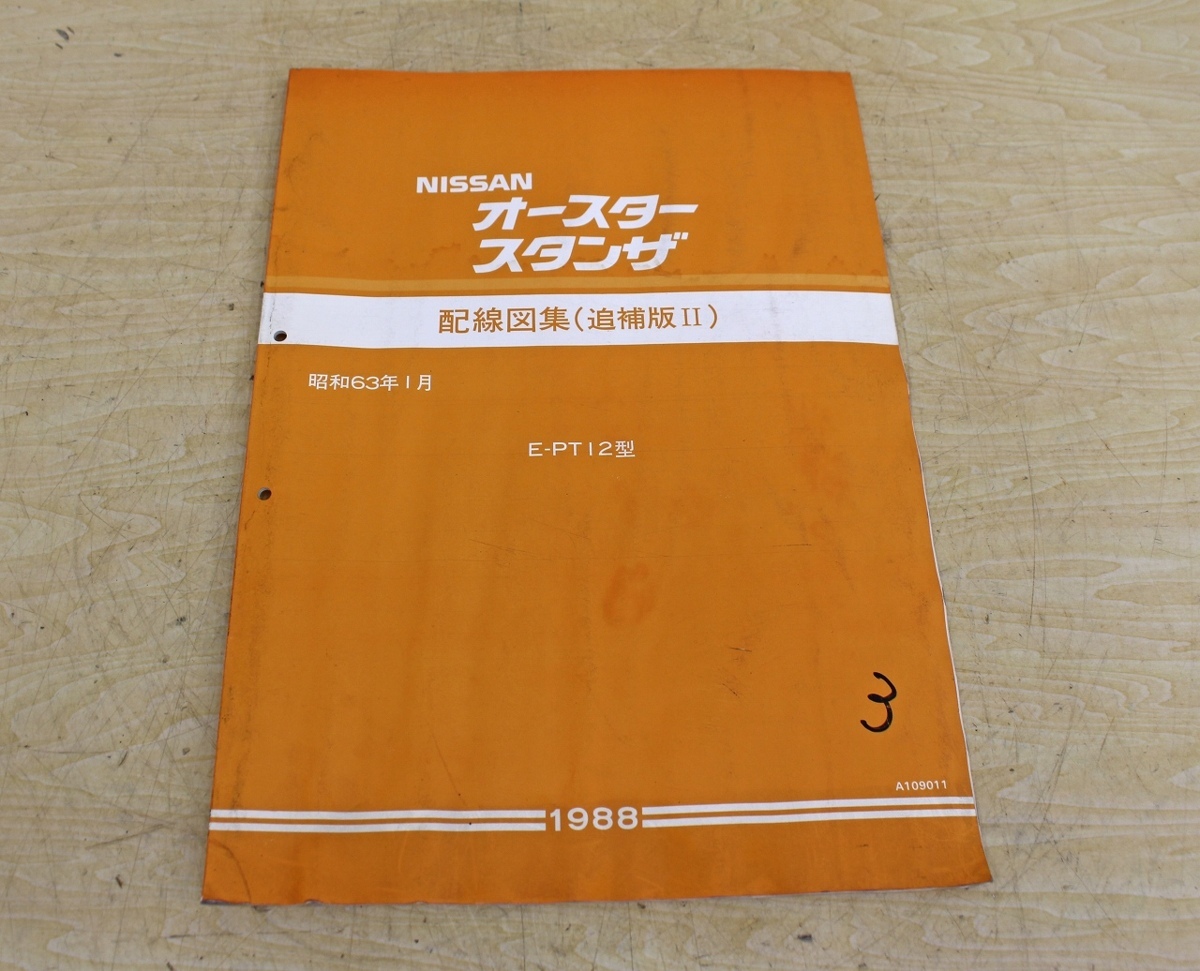 NISSAN
オースター
スタンザ
配線図集(追補版II)
昭和63年1月
E-PT12型
3
A109011
1988